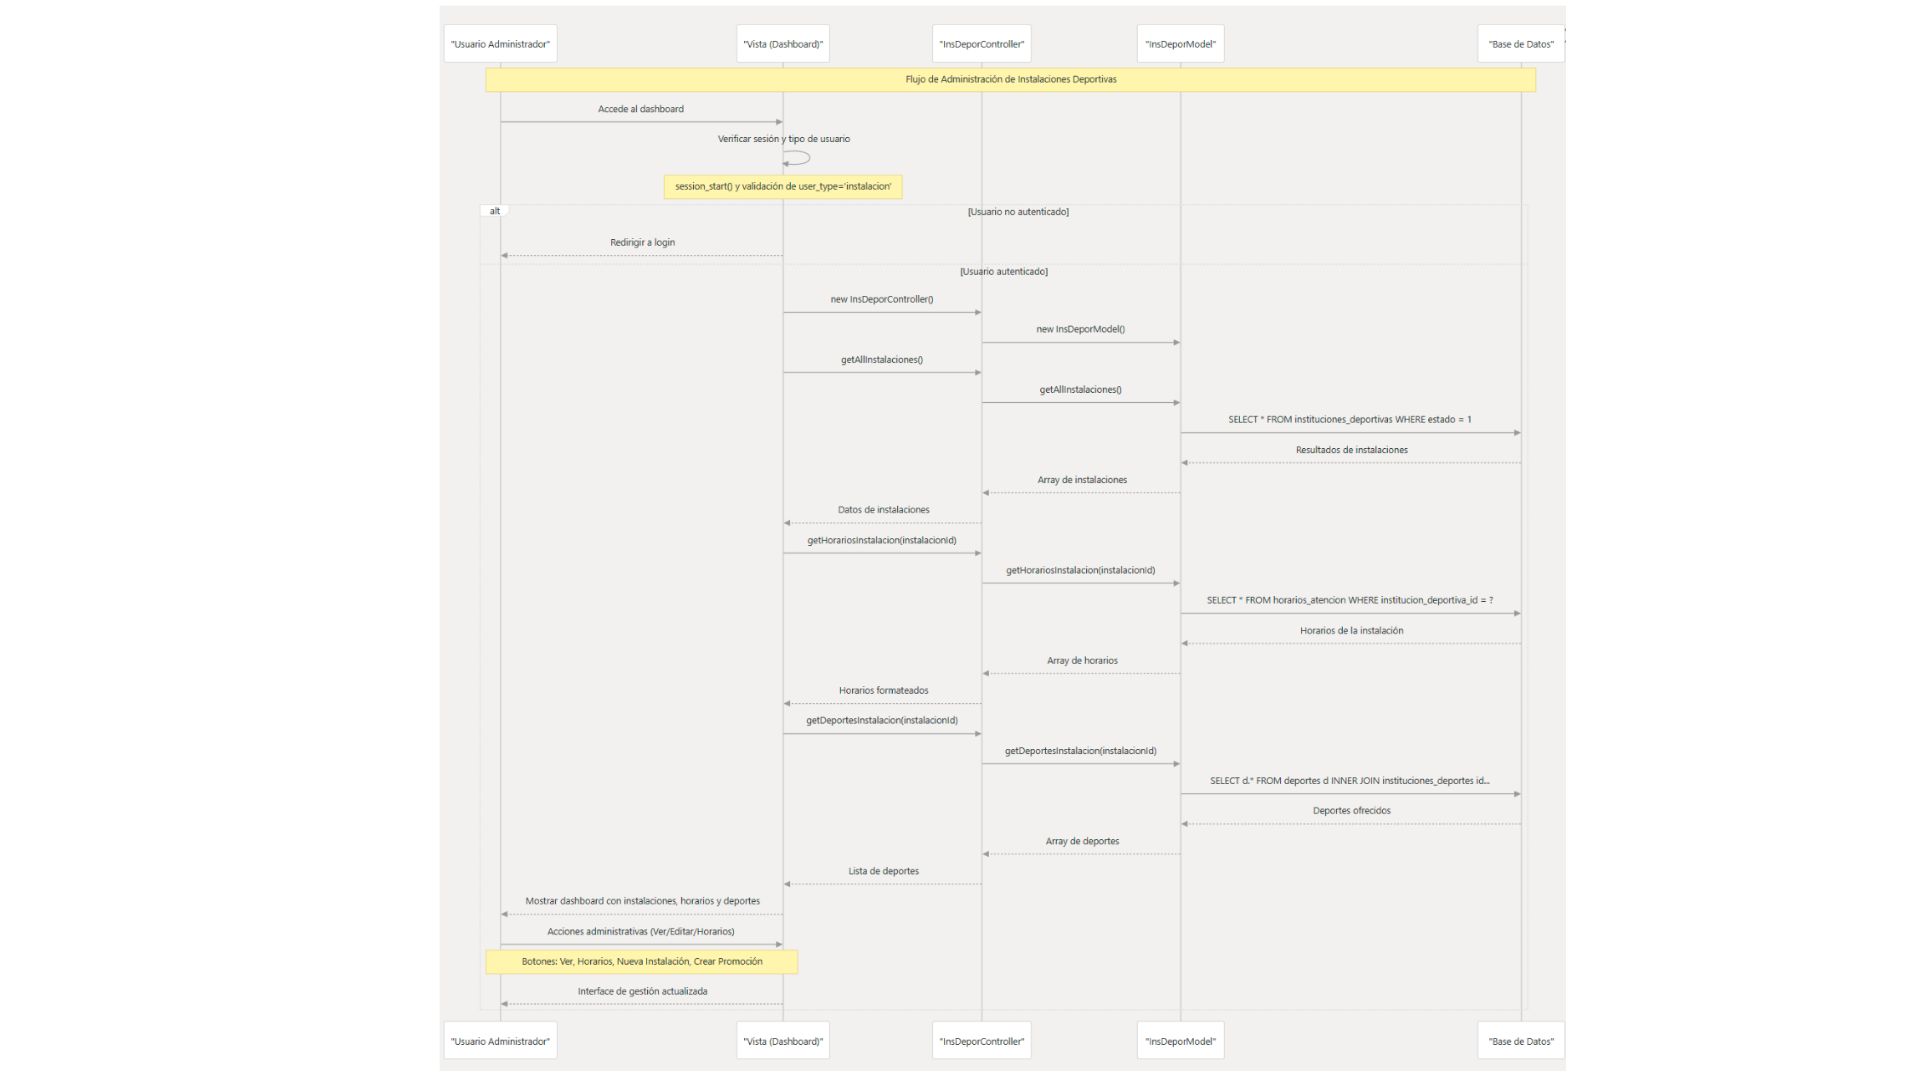 "Usuario Administrador"
"Vista (Dashboard)"
"InsDeporController"
"InsDeporModel"
"Base de Datos"
Flujo de Administración de Instalaciones Deportivas
Accede al dashboard
Verificar sesión y tipo de usuario
session_start() y validación de user_type='instalacion'
alt
[Usuario no autenticado]
Redirigir a login
[Usuario autenticado]
new InsDeporController()
new InsDeporModel()
getAllInstalaciones()
getAllInstalaciones()
SELECT * FROM instituciones_deportivas WHERE estado = 1
Resultados de instalaciones
Array de instalaciones
Datos de instalaciones
getHorariosInstalacion(instalacionId)
getHorariosInstalacion(instalacionId)
SELECT * FROM horarios_atencion WHERE institucion_deportiva_id = ?
Horarios de la instalación
Array de horarios
Horarios formateados
getDeportesInstalacion(instalacionId)
getDeportesInstalacion(instalacionId)
SELECT d.* FROM deportes d INNER JOIN instituciones_deportes id...
Deportes ofrecidos
Array de deportes
Lista de deportes
Mostrar dashboard con instalaciones, horarios y deportes
Acciones administrativas (Ver/Editar/Horarios)
Botones: Ver, Horarios, Nueva Instalación, Crear Promoción
Interface de gestión actualizada
"Usuario Administrador"
"Vista (Dashboard)"
"InsDeporController"
"InsDeporModel"
"Base de Datos"